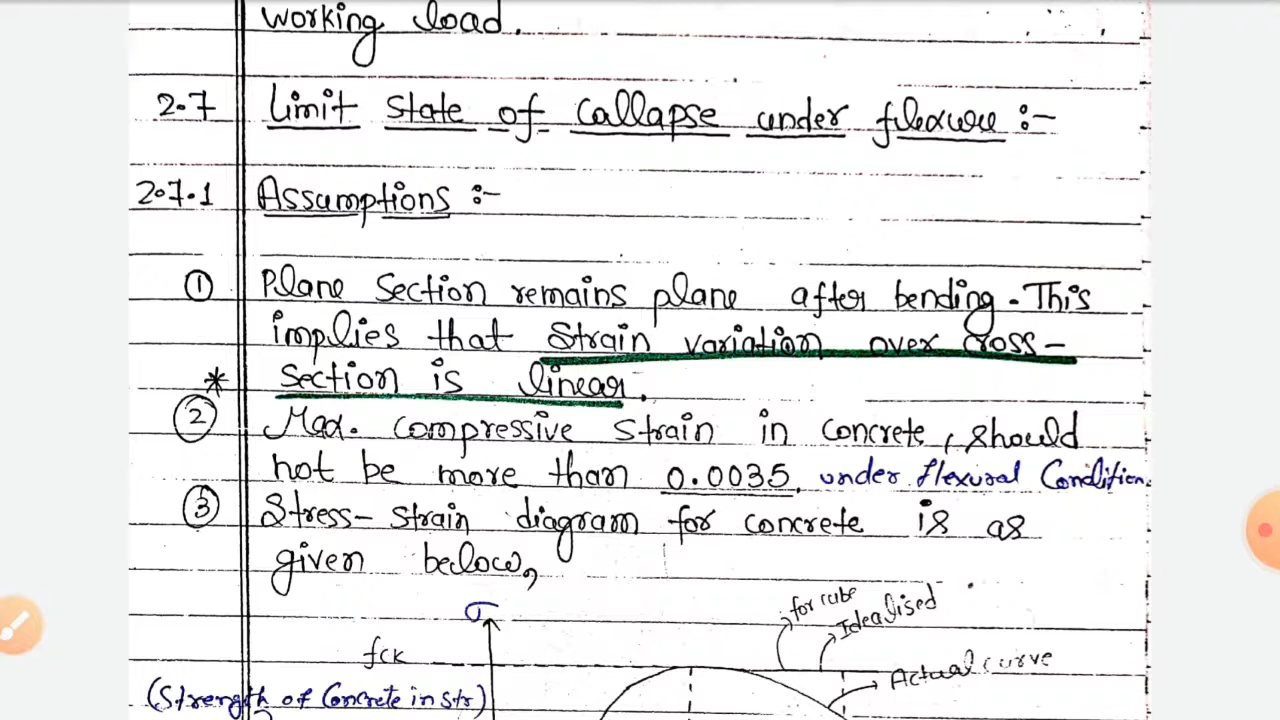 working load.
2.7 Limit state of callapse under flexure :-
2.7.1 Assumptions :-
① Plane section remains plane after bending. This
implies that strain variation over cross-
* section is linear.
② Max. compressive strain in concrete, should
not be more than 0.0035, under flexural Condition.
③ Stress-strain diagram for concrete is as
given below,
σ
for cube
Idealised
fck
Actual curve
(Strength of Concrete in str)